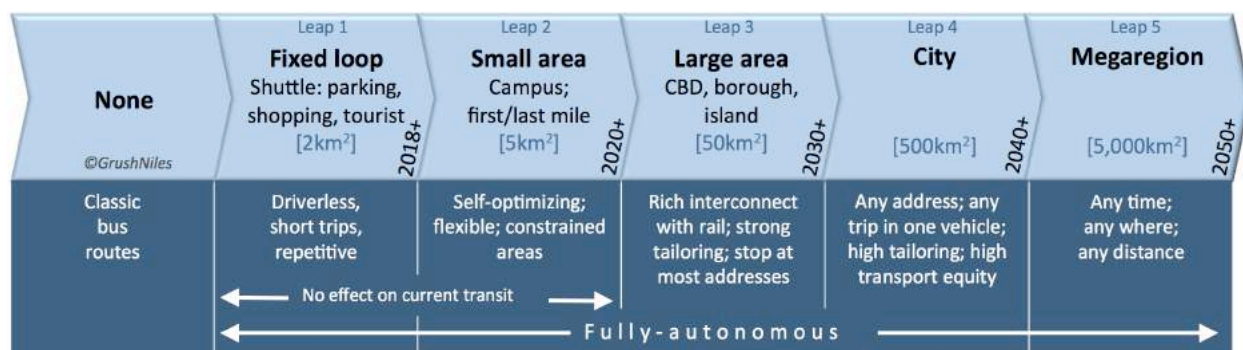 None
©GrushNiles
Leap 1
Fixed loop
Shuttle: parking,
shopping, tourist
[2km²]
2018+
Leap 2
Small area
Campus;
first/last mile
[5km²]
2020+
Leap 3
Large area
CBD, borough,
island
[50km²]
2030+
Leap 4
City
[500km²]
2040+
Leap 5
Megaregion
[5,000km²]
2050+
Classic
bus
routes
Driverless,
short trips,
repetitive
Self-optimizing;
flexible; constrained
areas
Rich interconnect
with rail; strong
tailoring; stop at
most addresses
Any address; any
trip in one vehicle;
high tailoring; high
transport equity
Any time;
any where;
any distance
No effect on current transit
Fully-autonomous